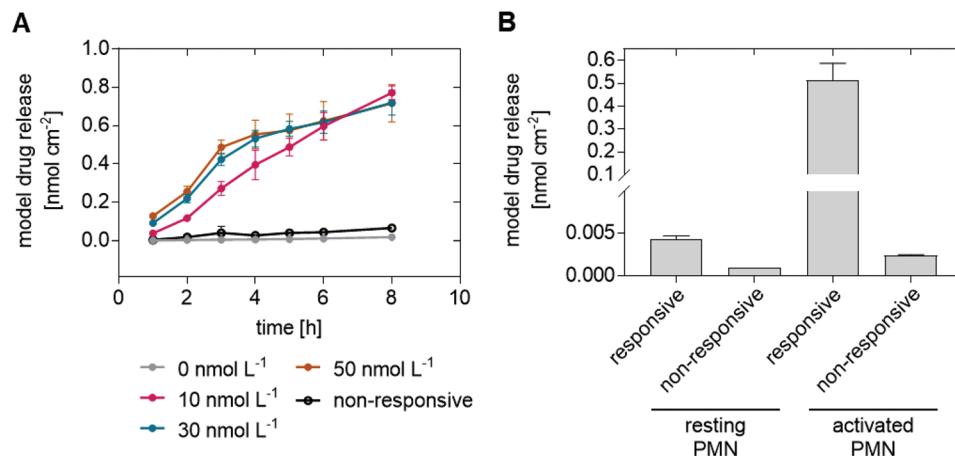 A
model drug release
[nmol cm⁻²]
1.0
0.8
0.6
0.4
0.2
0.0
0
2
4
6
8
10
time [h]
0 nmol L⁻¹
10 nmol L⁻¹
30 nmol L⁻¹
50 nmol L⁻¹
non-responsive
B
model drug release
[nmol cm⁻²]
0.6
0.5
0.4
0.3
0.2
0.1
0.005
0.000
responsive
non-responsive
responsive
non-responsive
resting
PMN
activated
PMN